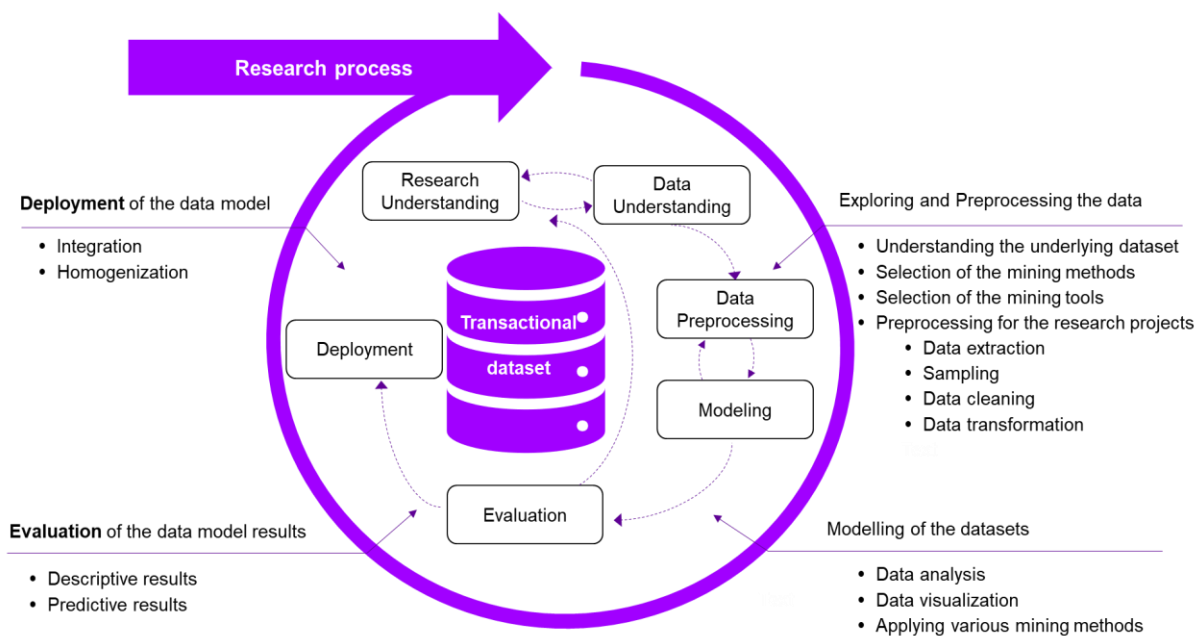 Research process
Research
Understanding
Data
Understanding
Deployment of the data model
• Integration
• Homogenization
Exploring and Preprocessing the data
• Understanding the underlying dataset
• Selection of the mining methods
• Selection of the mining tools
• Preprocessing for the research projects
• Data extraction
• Sampling
• Data cleaning
• Data transformation
Transactional
dataset
Data
Preprocessing
Deployment
Modeling
Evaluation
Evaluation of the data model results
• Descriptive results
• Predictive results
Modelling of the datasets
• Data analysis
• Data visualization
• Applying various mining methods